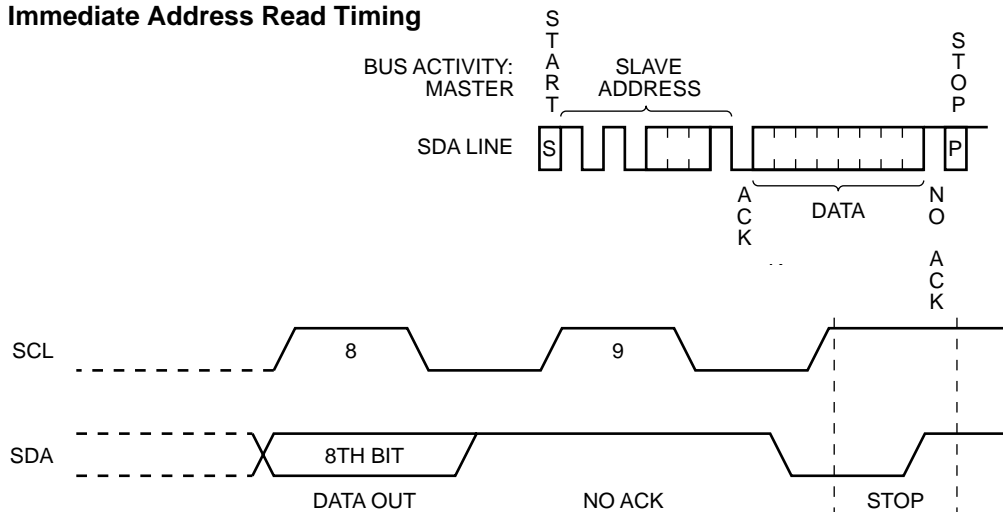 Immediate Address Read Timing
START
BUS ACTIVITY:
MASTER
SLAVE
ADDRESS
STOP
SDA LINE
S
P
ACK
DATA
NO ACK
SCL
8
9
SDA
8TH BIT
DATA OUT
NO ACK
STOP